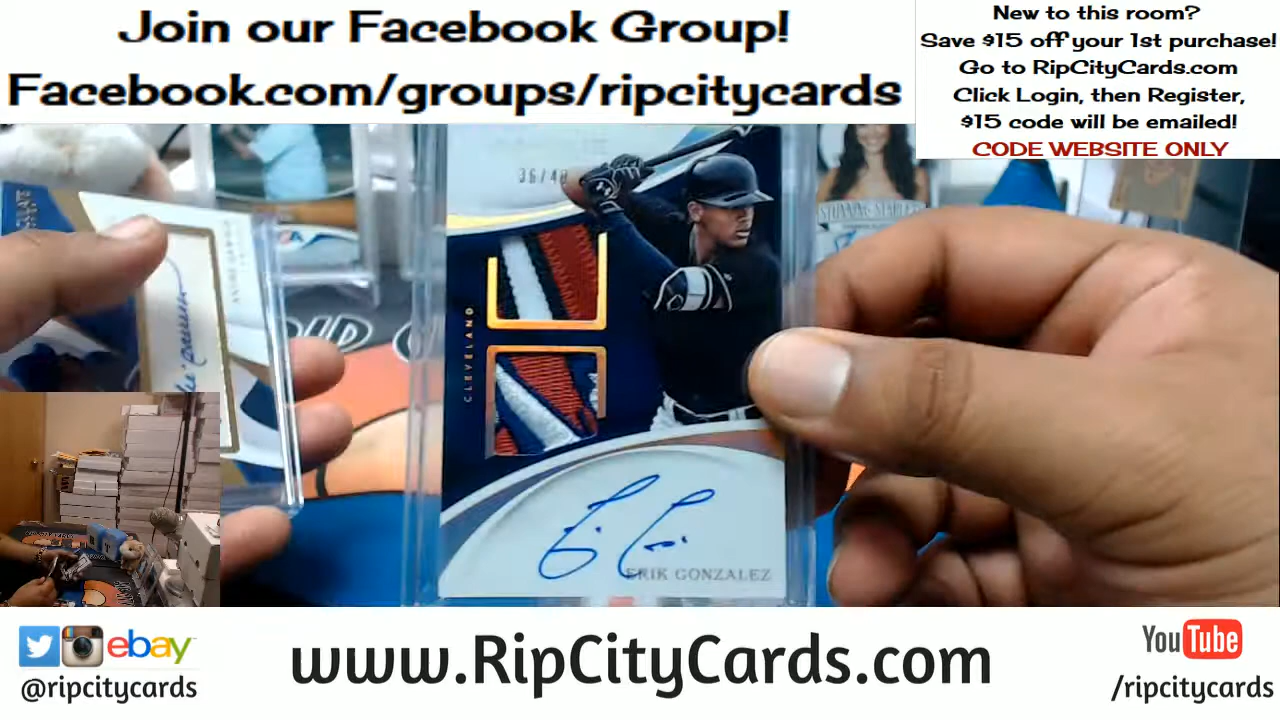 Join our Facebook Group!
Facebook.com/groups/ripcitycards
New to this room?
Save $15 off your 1st purchase!
Go to RipCityCards.com
Click Login, then Register,
$15 code will be emailed!
CODE WEBSITE ONLY
CLEVELAND
ERIK GONZALEZ
ebay
@ripcitycards
www.RipCityCards.com
YouTube
/ripcitycards